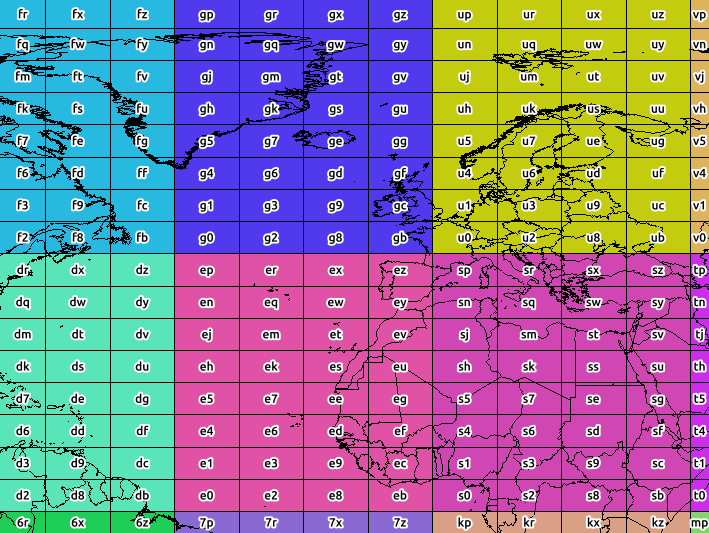 fr fx fz gp gr gx gz up ur ux uz vp
fq fw fy gn gq gw gy un uq uw uy vn
fm ft fv gj gm gt gv uj um ut uv vj
fk fs fu gh gk gs gu uh uk us uu vh
f7 fe fg g5 g7 ge gg u5 u7 ue ug v5
f6 fd ff g4 g6 gd gf u4 u6 ud uf v4
f3 f9 fc g1 g3 g9 gc u1 u3 u9 uc v1
f2 f8 fb g0 g2 g8 gb u0 u2 u8 ub v0
dr dx dz ep er ex ez sp sr sx sz tp
dq dw dy en eq ew ey sn sq sw sy tn
dm dt dv ej em et ev sj sm st sv tj
dk ds du eh ek es eu sh sk ss su th
d7 de dg e5 e7 ee eg s5 s7 se sg t5
d6 dd df e4 e6 ed ef s4 s6 sd sf t4
d3 d9 dc e1 e3 e9 ec s1 s3 s9 sc t1
d2 d8 db e0 e2 e8 eb s0 s2 s8 sb t0
6r 6x 6z 7p 7r 7x 7z kp kr kx kz mp